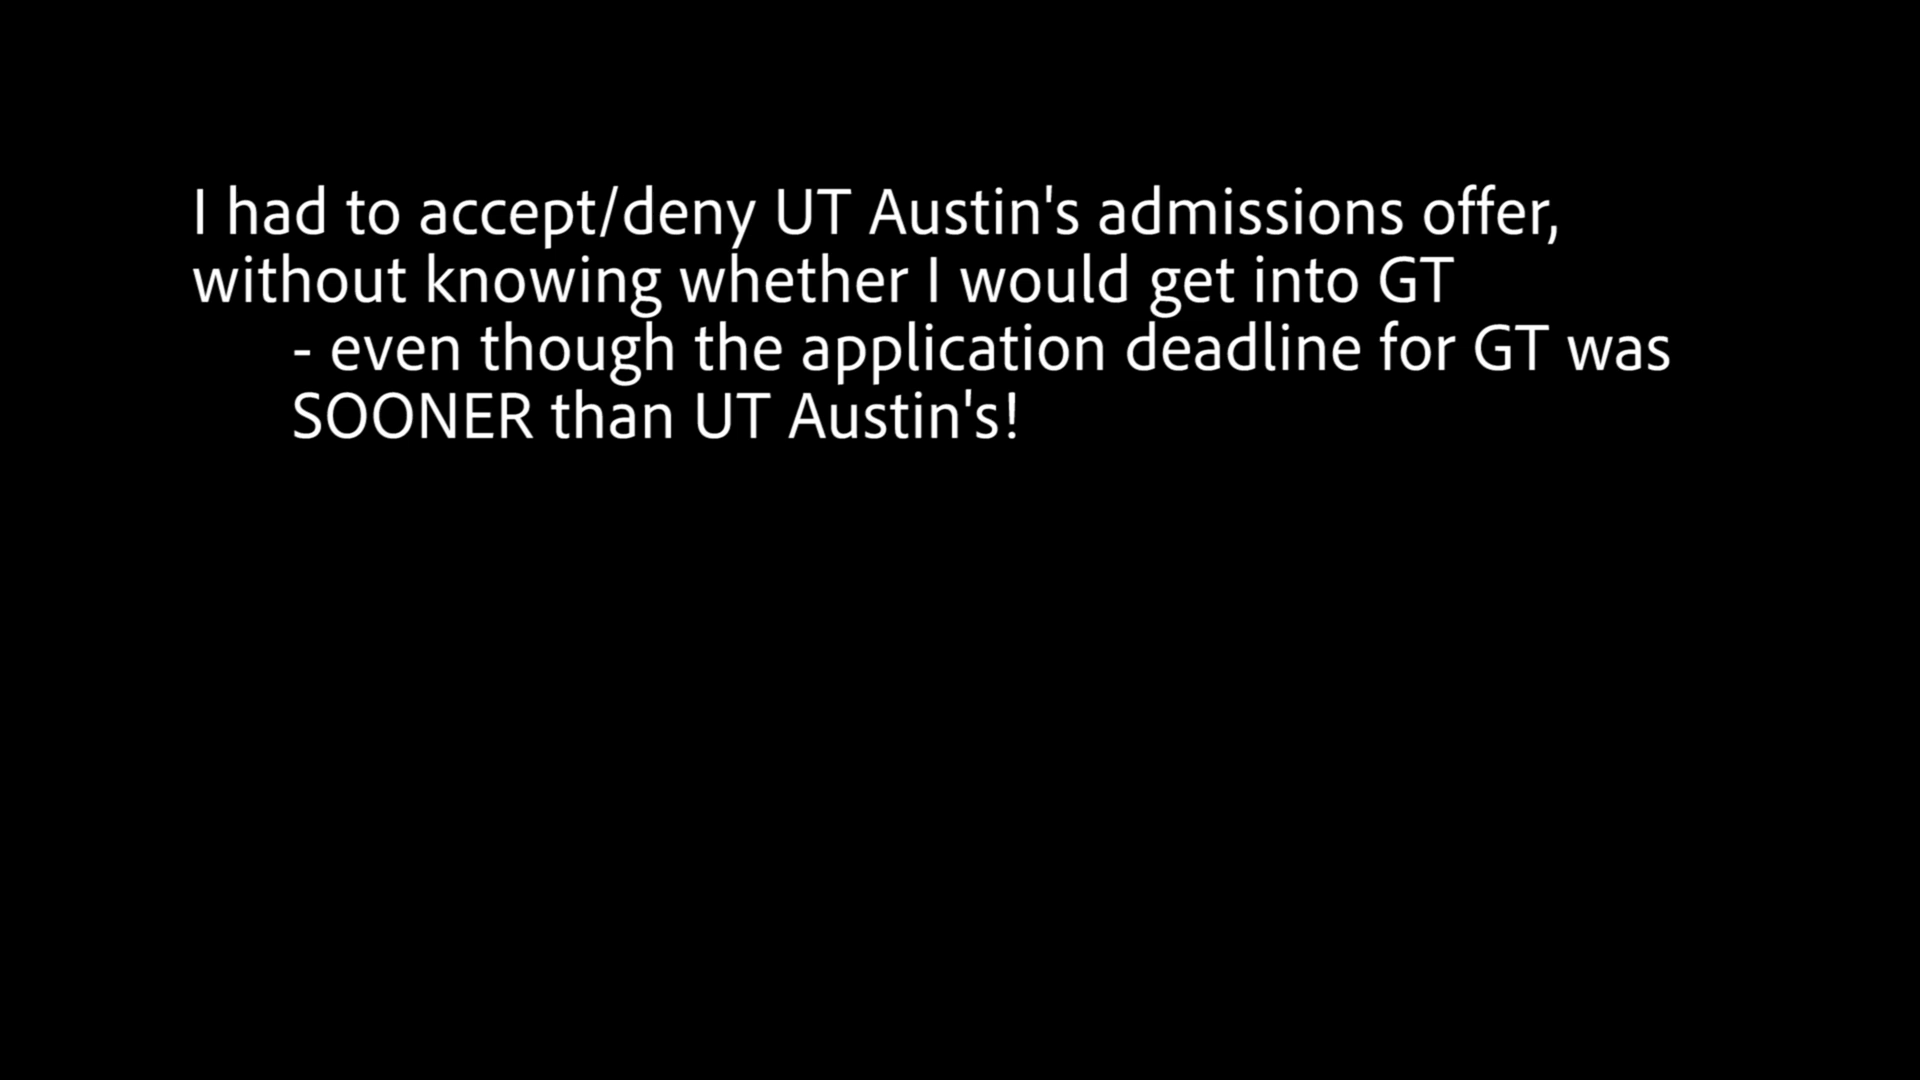 I had to accept/deny UT Austin's admissions offer,
without knowing whether I would get into GT
- even though the application deadline for GT was
SOONER than UT Austin's!